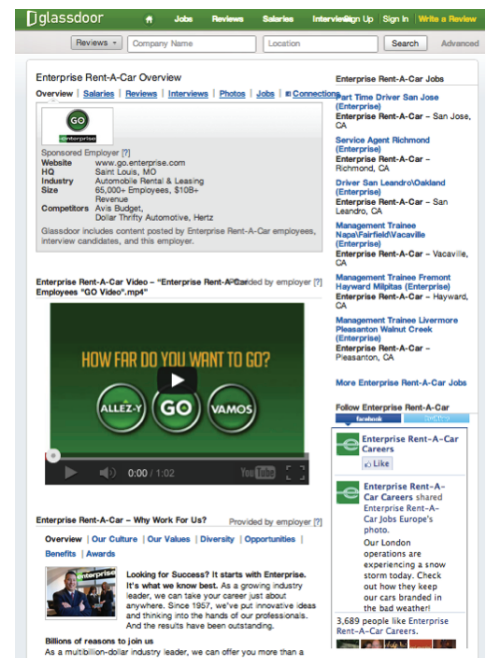 glassdoor
Jobs Reviews Salaries Interviews Sign Up Sign In Write a Review
Reviews Company Name Location Search Advanced
Enterprise Rent-A-Car Overview
Overview | Salaries | Reviews | Interviews | Photos | Jobs | Connections
GO
enterprise
Sponsored Employer [?]
Website www.go.enterprise.com
HQ Saint Louis, MO
Industry Automobile Rental & Leasing
Size 65,000+ Employees, $10B+
Revenue
Competitors Avis Budget,
Dollar Thrifty Automotive, Hertz
Glassdoor includes content posted by Enterprise Rent-A-Car employees,
interview candidates, and this employer.
Enterprise Rent-A-Car Video – “Enterprise Rent-A-Car Provided by employer [?]
Employees "GO Video".mp4"
HOW FAR DO YOU WANT TO GO?
ALLÉZ-Y GO VAMOS
0:00 / 1:02 YouTube
Enterprise Rent-A-Car – Why Work For Us? Provided by employer [?]
Overview | Our Culture | Our Values | Diversity | Opportunities |
Benefits | Awards
enterprise
Looking for Success? It starts with Enterprise.
It's what we know best. As a growing industry
leader, we can take your career just about
anywhere. Since 1957, we've put innovative ideas
and thinking into the hands of our professionals.
And the results have been outstanding.
Billions of reasons to join us
As a multibillion-dollar industry leader, we can offer you more than a
Enterprise Rent-A-Car Jobs
Part Time Driver San Jose
(Enterprise)
Enterprise Rent-A-Car – San Jose,
CA
Service Agent Richmond
(Enterprise)
Enterprise Rent-A-Car –
Richmond, CA
Driver San Leandro\Oakland
(Enterprise)
Enterprise Rent-A-Car – San
Leandro, CA
Management Trainee
Napa\Fairfield\Vacaville
(Enterprise)
Enterprise Rent-A-Car – Vacaville,
CA
Management Trainee Fremont
Hayward Milpitas (Enterprise)
Enterprise Rent-A-Car – Hayward,
CA
Management Trainee Livermore
Pleasanton Walnut Creek
(Enterprise)
Enterprise Rent-A-Car –
Pleasanton, CA
More Enterprise Rent-A-Car Jobs
Follow Enterprise Rent-A-Car
facebook
Enterprise Rent-A-Car
Careers
Like
Enterprise Rent-A-
Car Careers shared
Enterprise Rent-A-
Car Jobs Europe's
photo.
Our London
operations are
experiencing a snow
storm today. Check
out how they keep
our cars branded in
the bad weather!
3,689 people like Enterprise
Rent-A-Car Careers.